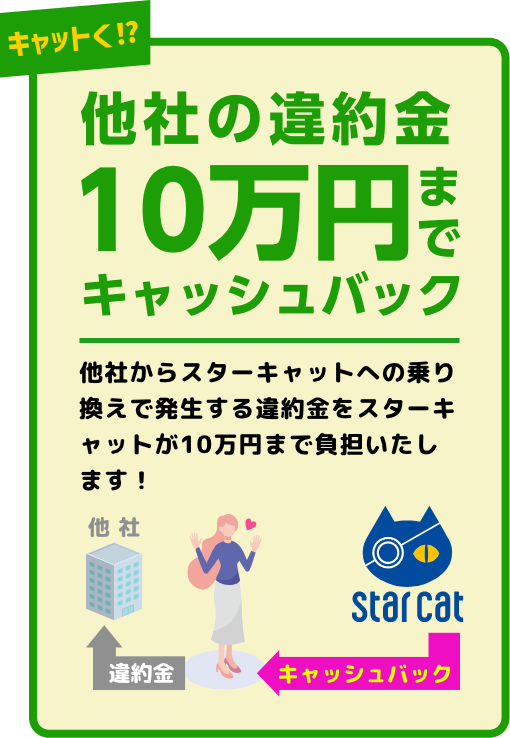 キャットく!?
他社の違約金
10万円まで
キャッシュバック
他社からスターキャットへの乗り
換えで発生する違約金をスターキ
ャットが10万円まで負担いたし
ます！
他社
starcat
違約金
キャッシュバック